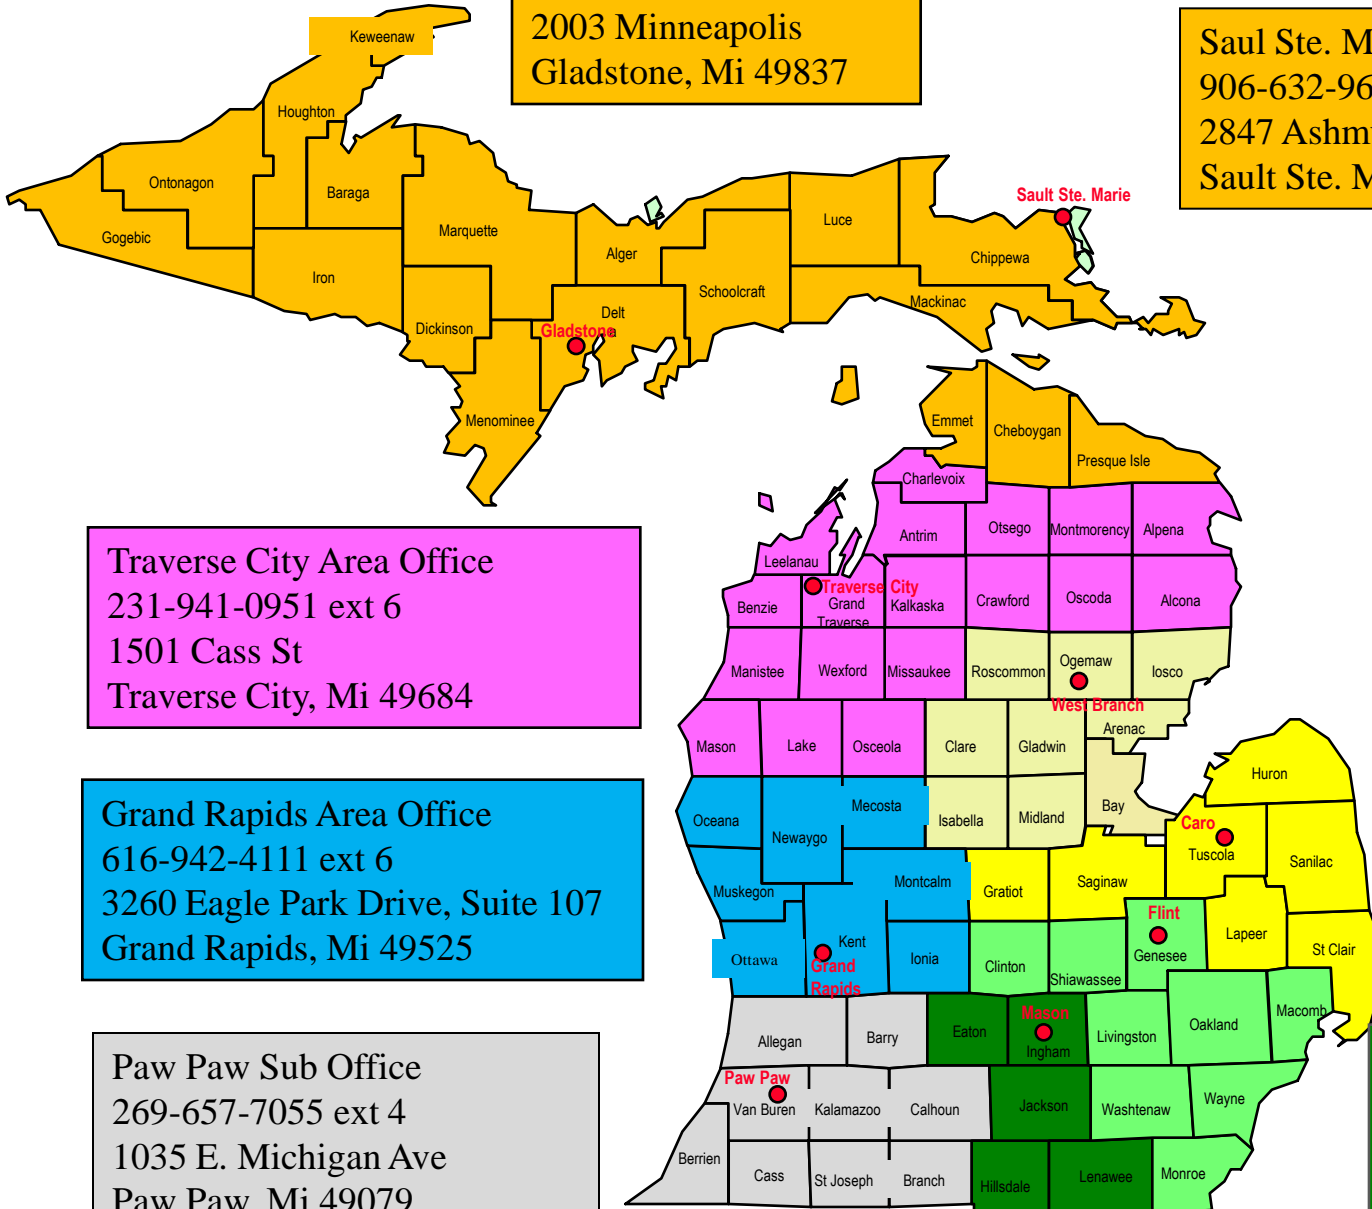 2003 Minneapolis
Gladstone, Mi 49837
Saul Ste. M
906-632-96
2847 Ashm
Sault Ste. M
Keweenaw
Houghton
Ontonagon
Baraga
Gogebic
Marquette
Iron
Alger
Luce
Sault Ste. Marie
Chippewa
Schoolcraft
Mackinac
Dickinson
Delt
a
Gladstone
Menominee
Emmet
Cheboygan
Presque Isle
Charlevoix
Antrim
Otsego
Montmorency
Alpena
Leelanau
Traverse City
Benzie
Grand
Traverse
Kalkaska
Crawford
Oscoda
Alcona
Manistee
Wexford
Missaukee
Roscommon
Ogemaw
Iosco
West Branch
Arenac
Mason
Lake
Osceola
Clare
Gladwin
Huron
Oceana
Newaygo
Mecosta
Isabella
Midland
Bay
Caro
Tuscola
Sanilac
Muskegon
Montcalm
Gratiot
Saginaw
Flint
Genesee
Lapeer
St Clair
Ottawa
Kent
Grand
Rapids
Ionia
Clinton
Shiawassee
Allegan
Barry
Eaton
Mason
Ingham
Livingston
Oakland
Macomb
Paw Paw
Van Buren
Kalamazoo
Calhoun
Jackson
Washtenaw
Wayne
Berrien
Cass
St Joseph
Branch
Hillsdale
Lenawee
Monroe
Traverse City Area Office
231-941-0951 ext 6
1501 Cass St
Traverse City, Mi 49684
Grand Rapids Area Office
616-942-4111 ext 6
3260 Eagle Park Drive, Suite 107
Grand Rapids, Mi 49525
Paw Paw Sub Office
269-657-7055 ext 4
1035 E. Michigan Ave
Paw Paw, Mi 49079